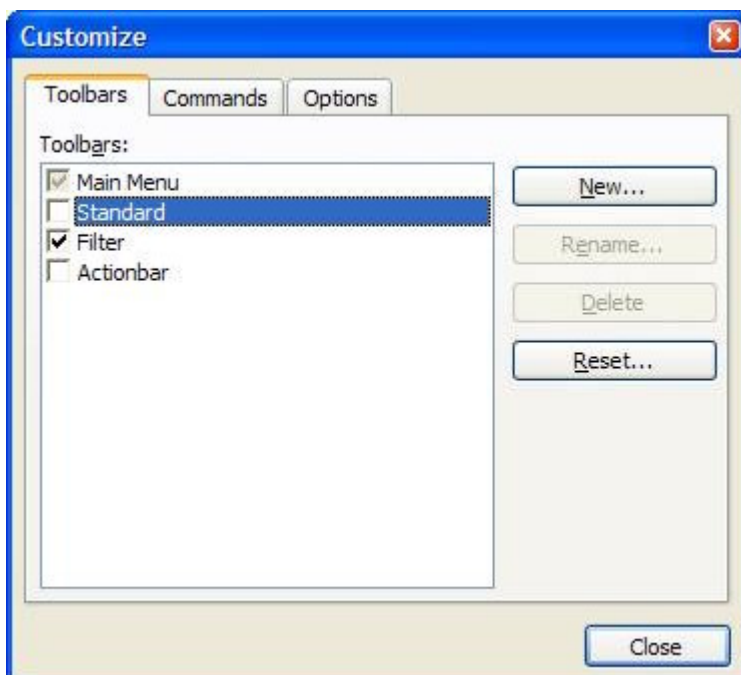 Customize
Toolbars Commands Options
Toolbars:
Main Menu
Standard
Filter
Actionbar
New...
Rename...
Delete
Reset...
Close